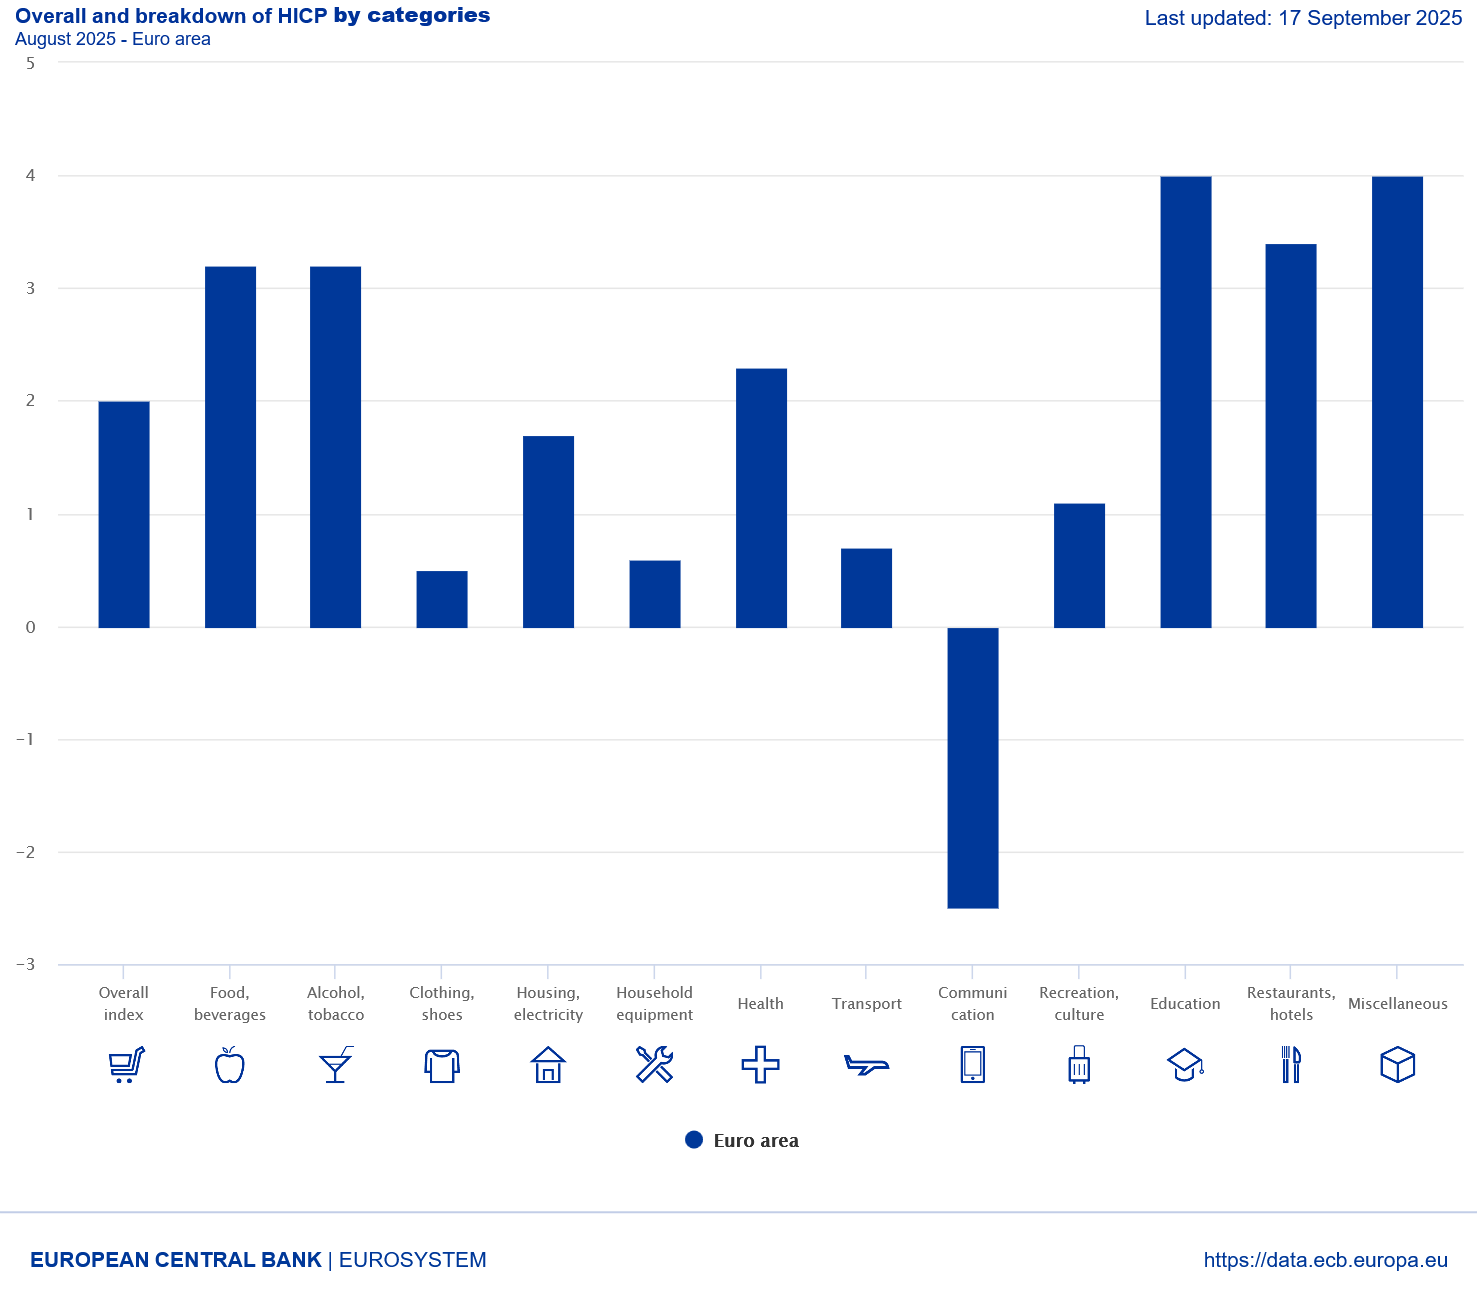 Overall and breakdown of HICP by categories
Last updated: 17 September 2025
August 2025 - Euro area
5
4
3
2
1
0
-1
-2
-3
Overall
index
Food,
beverages
Alcohol,
tobacco
Clothing,
shoes
Housing,
electricity
Household
equipment
Health
Transport
Communi
cation
Recreation,
culture
Education
Restaurants,
hotels
Miscellaneous
Euro area
EUROPEAN CENTRAL BANK | EUROSYSTEM
https://data.ecb.europa.eu